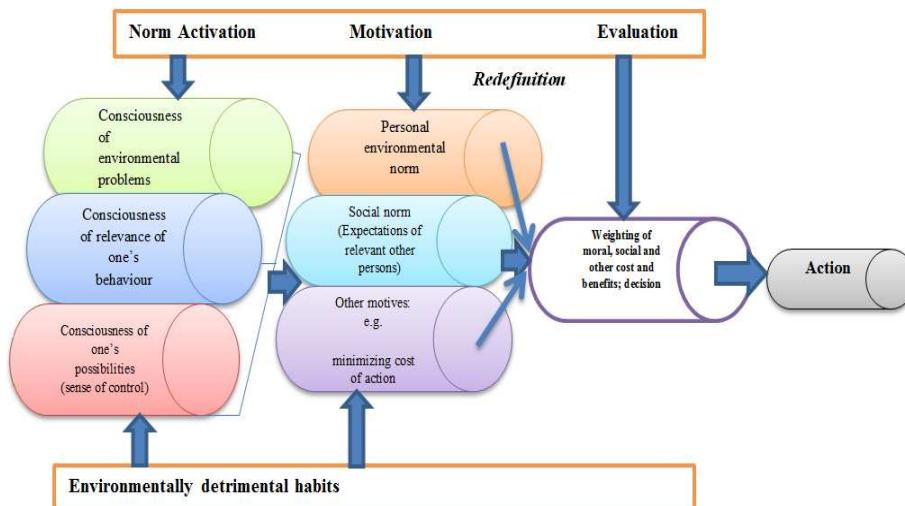 Norm Activation
Motivation
Evaluation
Redefinition
Consciousness
of
environmental
problems
Consciousness
of relevance of
one's
behaviour
Consciousness of
one's
possibilities
(sense of control)
Personal
environmental
norm
Social norm
(Expectations of
relevant other
persons)
Other motives:
e.g.
minimizing cost
of action
Weighting of
moral, social and
other cost and
benefits; decision
Action
Environmentally detrimental habits